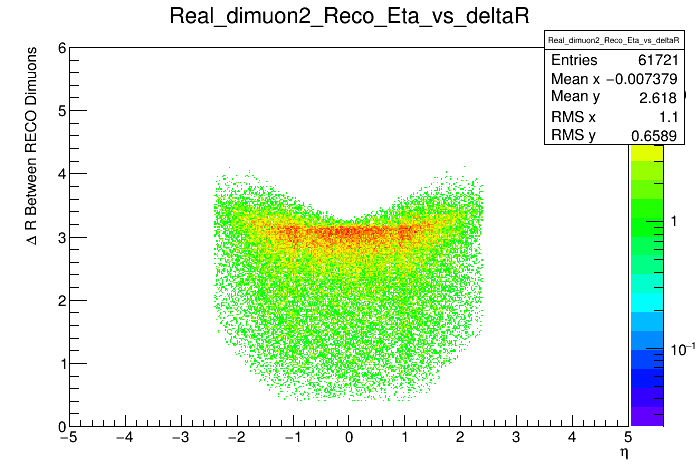 Real_dimuon2_Reco_Eta_vs_deltaR
Real_dimuon2_Reco_Eta_vs_deltaR
Entries 61721
Mean x −0.007379
Mean y 2.618
RMS x 1.1
RMS y 0.6589
Δ R Between RECO Dimuons
6
5
4
3
2
1
0
1
10⁻¹
−5 −4 −3 −2 −1 0 1 2 3 4 5
η